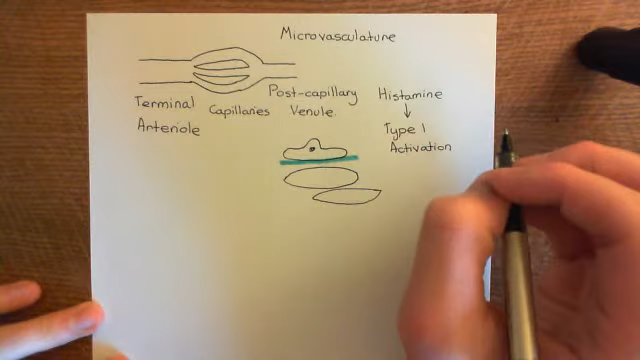 Microvasculature
Terminal
Arteriole
Capillaries
Post-capillary
Venule.
Histamine
Type 1
Activation